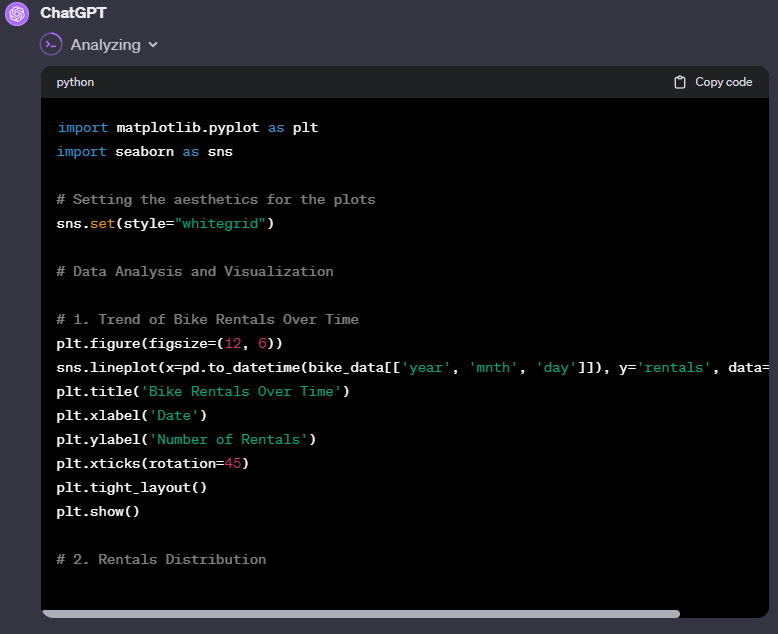 ChatGPT
Analyzing
python
Copy code
import matplotlib.pyplot as plt
import seaborn as sns
# Setting the aesthetics for the plots
sns.set(style="whitegrid")
# Data Analysis and Visualization
# 1. Trend of Bike Rentals Over Time
plt.figure(figsize=(12, 6))
sns.lineplot(x=pd.to_datetime(bike_data[['year', 'mnth', 'day']]), y='rentals', data=
plt.title('Bike Rentals Over Time')
plt.xlabel('Date')
plt.ylabel('Number of Rentals')
plt.xticks(rotation=45)
plt.tight_layout()
plt.show()
# 2. Rentals Distribution